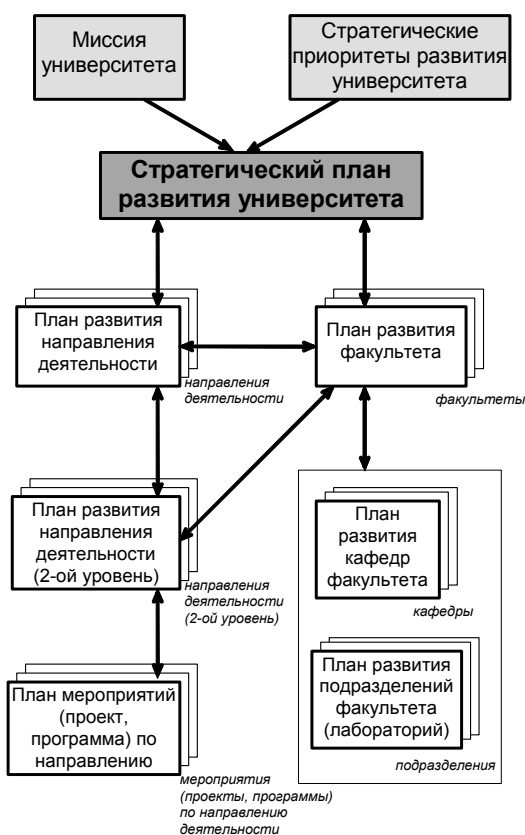 Миссия
университета
Стратегические
приоритеты развития
университета
Стратегический план
развития университета
План развития
направления
деятельности
направления
деятельности
План развития
факультета
факультеты
План развития
направления
деятельности
(2-ой уровень)
направления
деятельности
(2-ой уровень)
План
развития
кафедр
факультета
кафедры
План развития
подразделений
факультета
(лабораторий)
подразделения
План мероприятий
(проект,
программа) по
направлению
мероприятия
(проекты, программы)
по направлению
деятельности